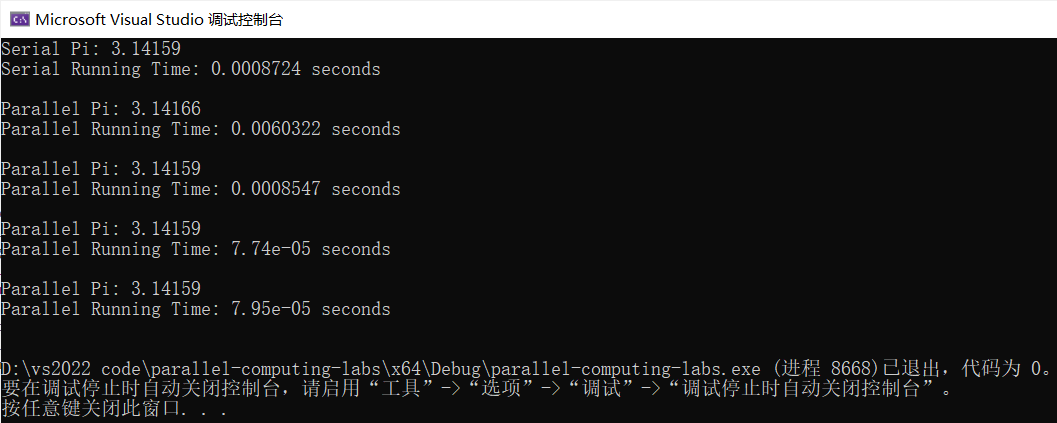 Microsoft Visual Studio 调试控制台
Serial Pi: 3.14159
Serial Running Time: 0.0008724 seconds
Parallel Pi: 3.14166
Parallel Running Time: 0.0060322 seconds
Parallel Pi: 3.14159
Parallel Running Time: 0.0008547 seconds
Parallel Pi: 3.14159
Parallel Running Time: 7.74e-05 seconds
Parallel Pi: 3.14159
Parallel Running Time: 7.95e-05 seconds
D:\vs2022 code\parallel-computing-labs\x64\Debug\parallel-computing-labs.exe (进程 8668)已退出，代码为 0。
要在调试停止时自动关闭控制台，请启用“工具”->“选项”->“调试”->“调试停止时自动关闭控制台”。
按任意键关闭此窗口. . .